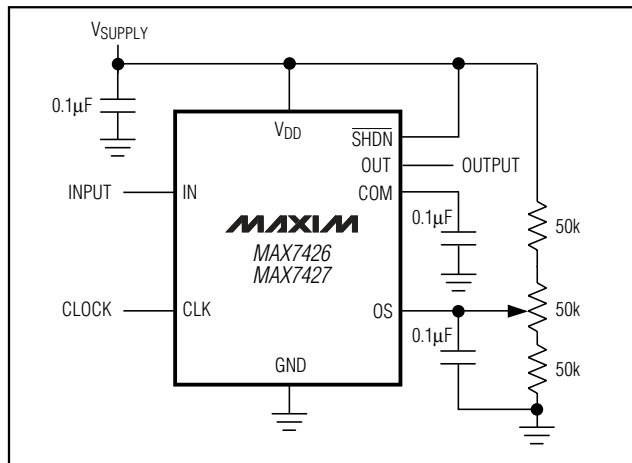 VSUPPLY
0.1µF
VDD
SHDN
OUT
OUTPUT
INPUT
IN
COM
MAXIM
MAX7426
MAX7427
0.1µF
50k
CLOCK
CLK
OS
50k
0.1µF
GND
50k